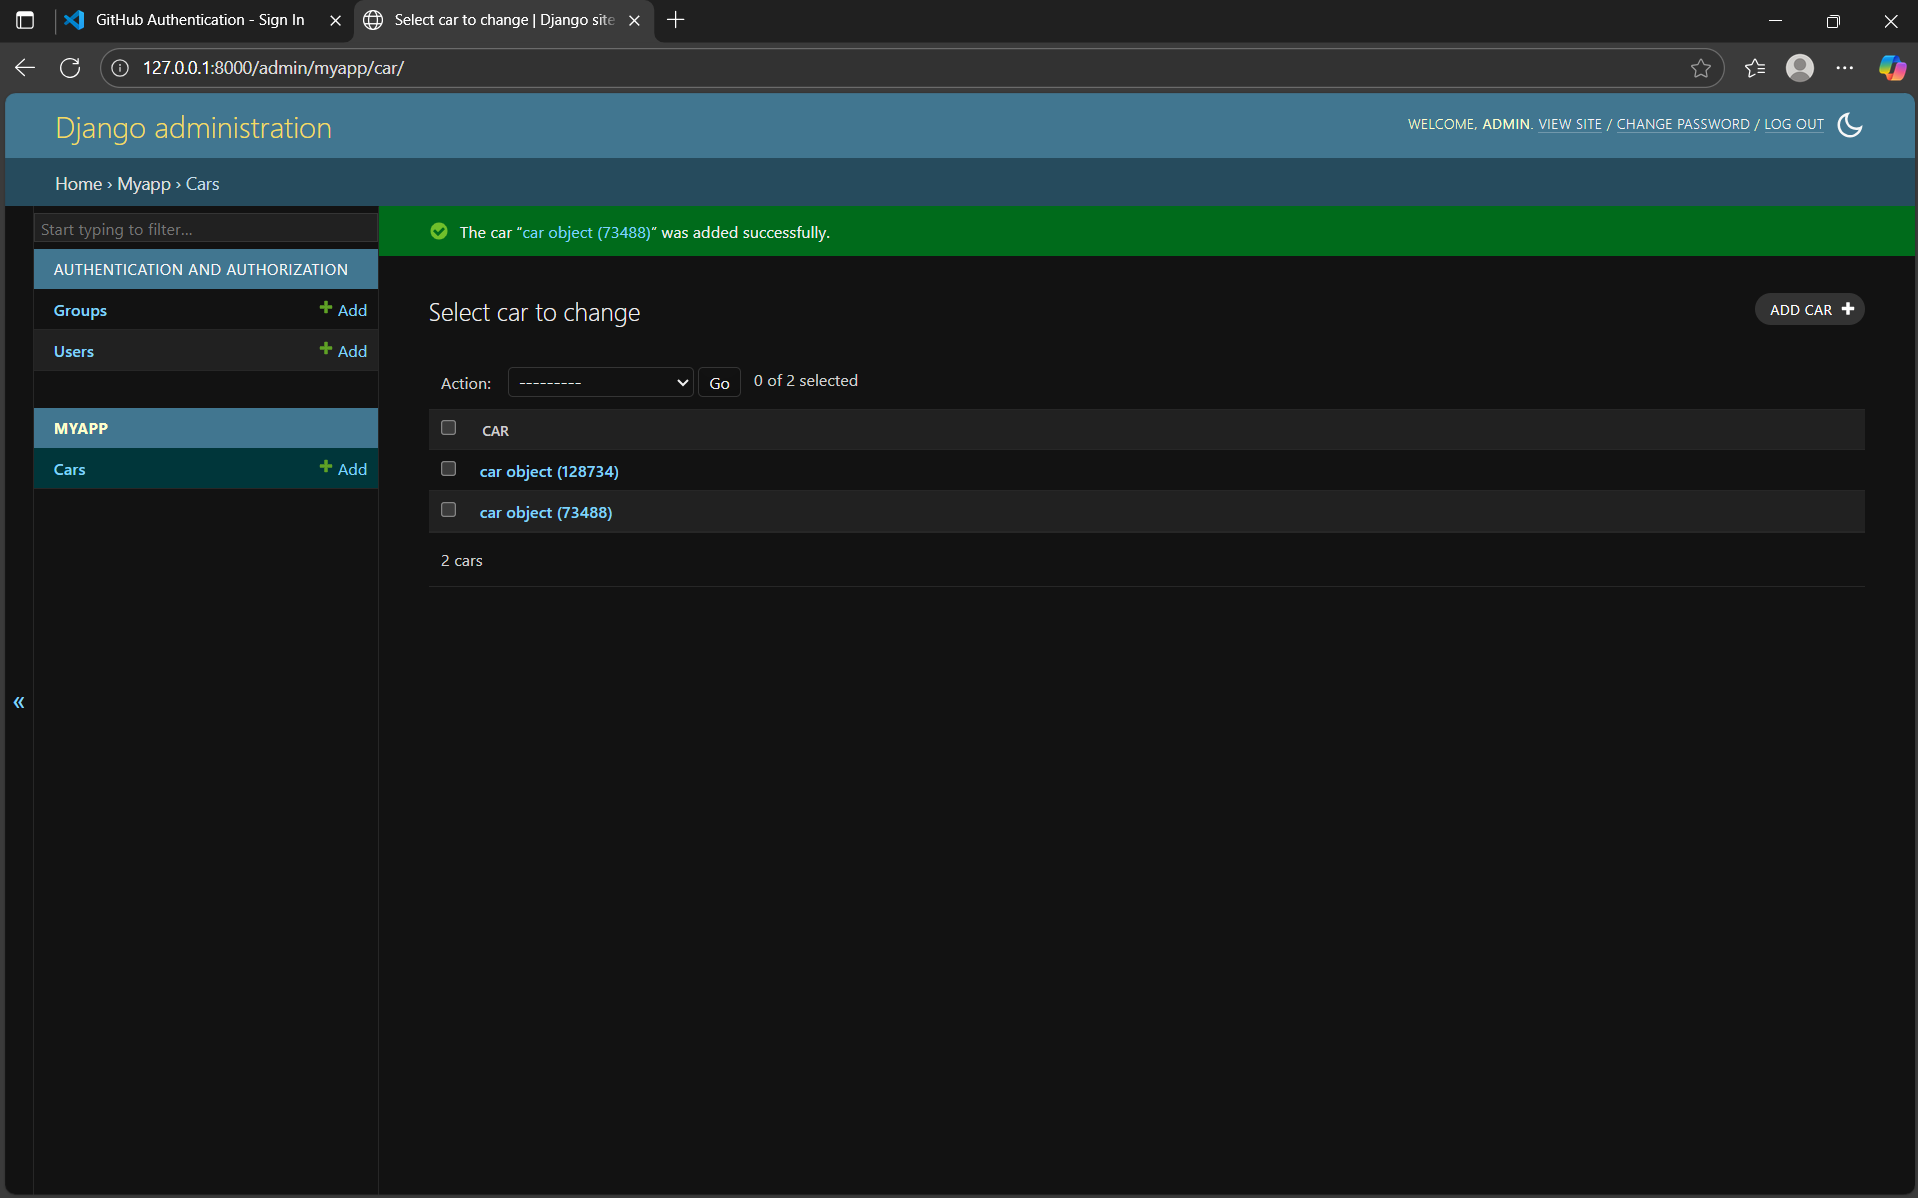 GitHub Authentication - Sign In
Select car to change | Django site
127.0.0.1:8000/admin/myapp/car/
Django administration
WELCOME, ADMIN. VIEW SITE / CHANGE PASSWORD / LOG OUT
Home › Myapp › Cars
Start typing to filter...
The car “car object (73488)” was added successfully.
AUTHENTICATION AND AUTHORIZATION
Groups + Add
Users + Add
MYAPP
Cars + Add
Select car to change
ADD CAR +
Action: --------- Go 0 of 2 selected
CAR
car object (128734)
car object (73488)
2 cars
«